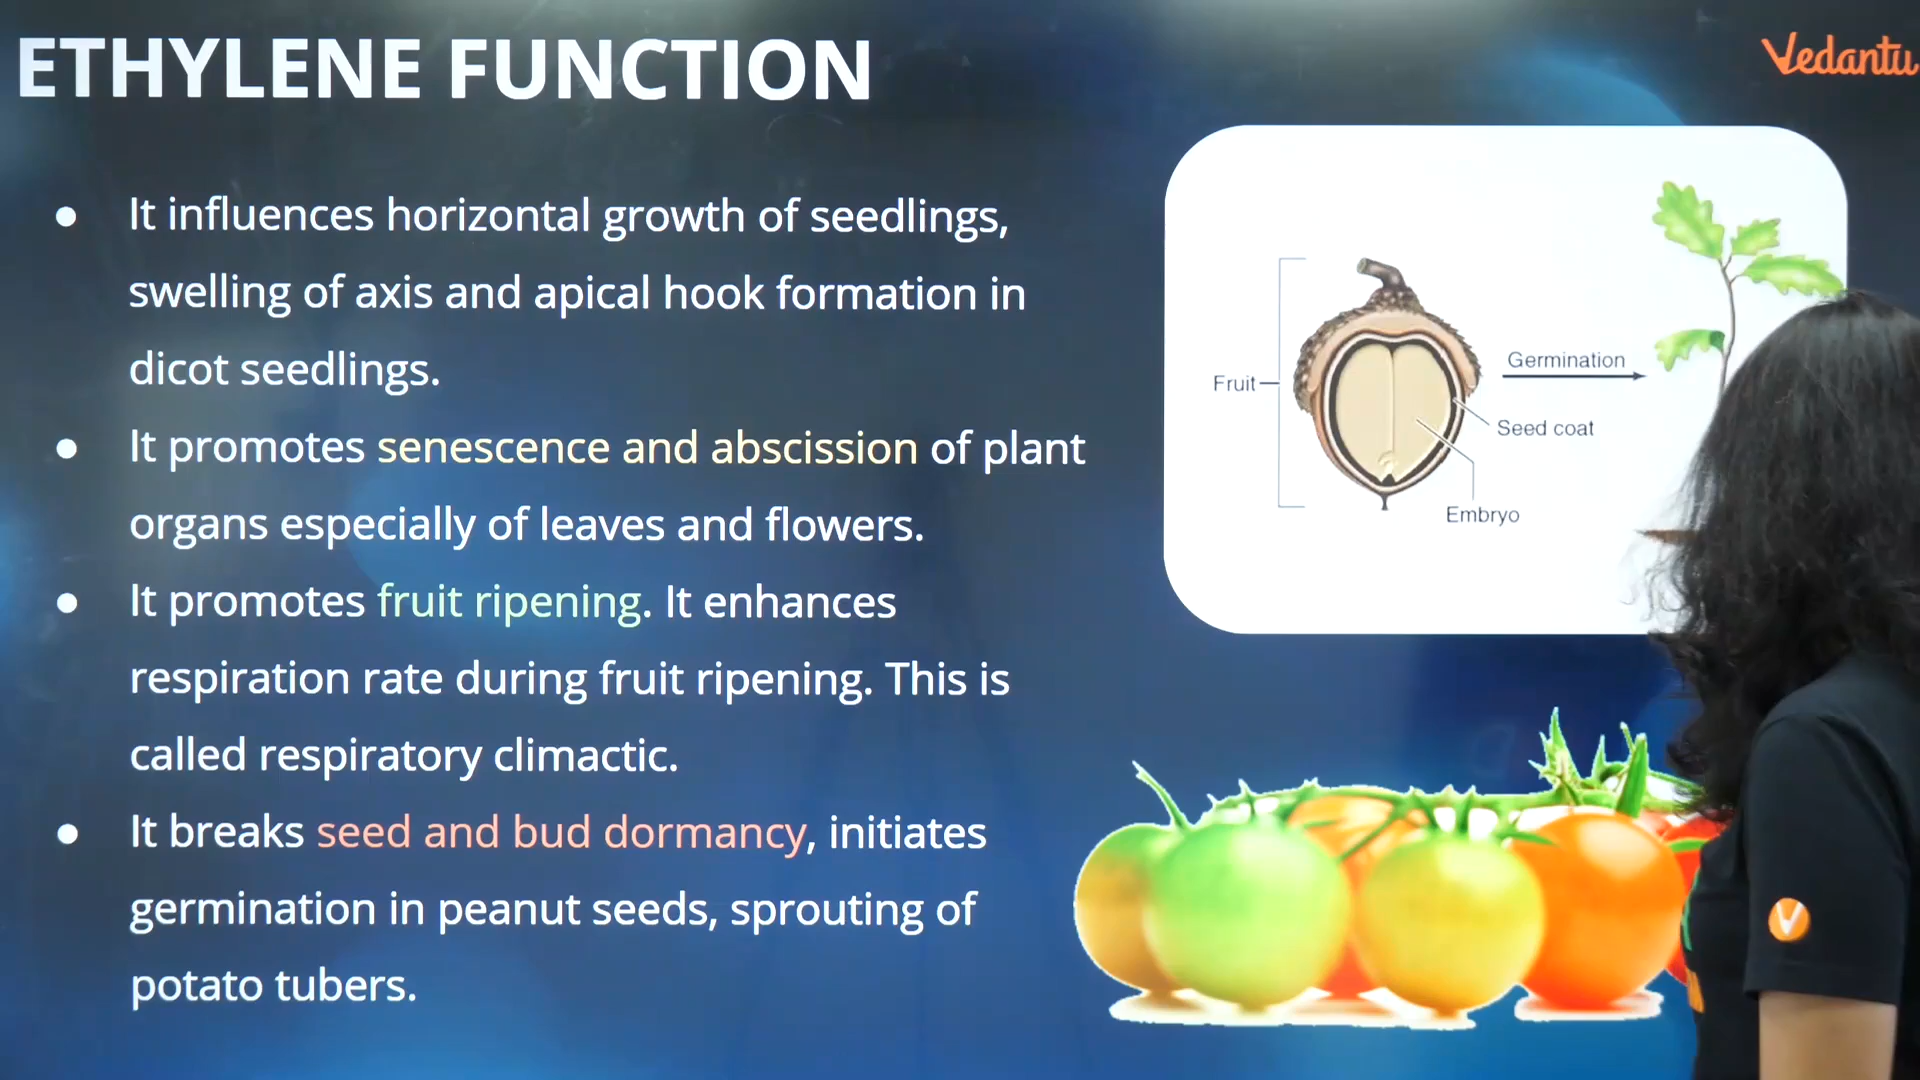 ETHYLENE FUNCTION
Vedantu
• It influences horizontal growth of seedlings,
swelling of axis and apical hook formation in
dicot seedlings.
• It promotes senescence and abscission of plant
organs especially of leaves and flowers.
• It promotes fruit ripening. It enhances
respiration rate during fruit ripening. This is
called respiratory climactic.
• It breaks seed and bud dormancy, initiates
germination in peanut seeds, sprouting of
potato tubers.
Fruit
Germination
Seed coat
Embryo
V